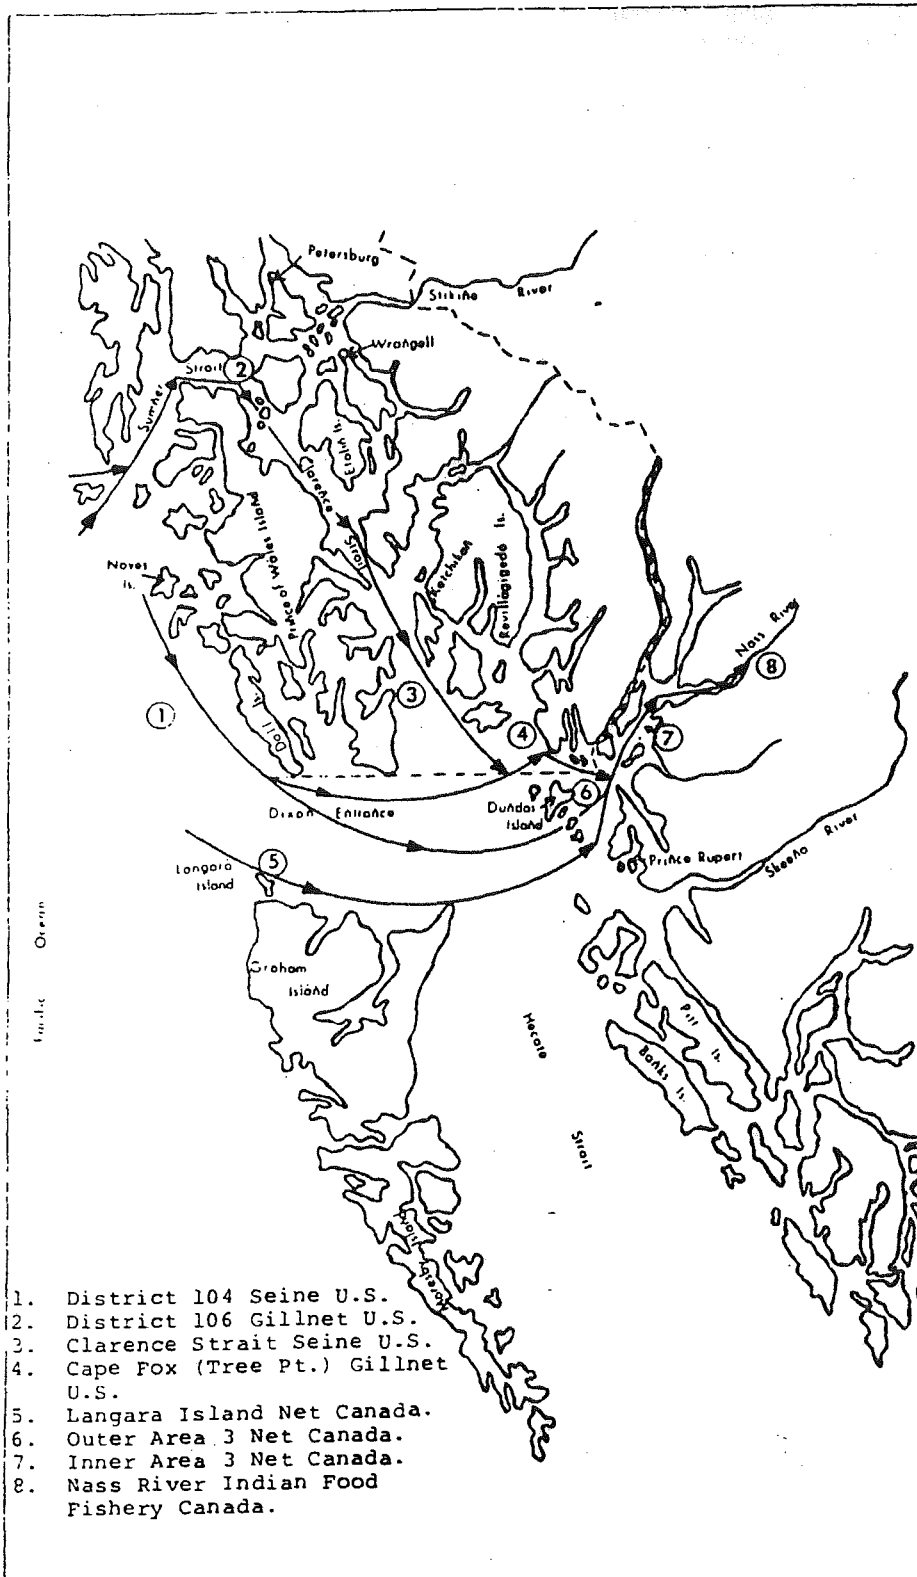 Petersburg
Stikine River
Wrangell
Strait
2
Sumner
Etolin Is.
Clarence
Strait
Prince of Wales Island
Noyes
Is.
Ketchikan
Revillagigedo Is.
Nass River
8
3
1
Dall Is.
4
7
6
Dixon Entrance
Dundas
Island
Prince Rupert
Skeena River
5
Langara
Island
Ocean
Graham
Island
Hecate
Strait
Pitt Is.
Banks Is.
Moresby Island
1. District 104 Seine U.S.
2. District 106 Gillnet U.S.
3. Clarence Strait Seine U.S.
4. Cape Fox (Tree Pt.) Gillnet
U.S.
5. Langara Island Net Canada.
6. Outer Area 3 Net Canada.
7. Inner Area 3 Net Canada.
8. Nass River Indian Food
Fishery Canada.